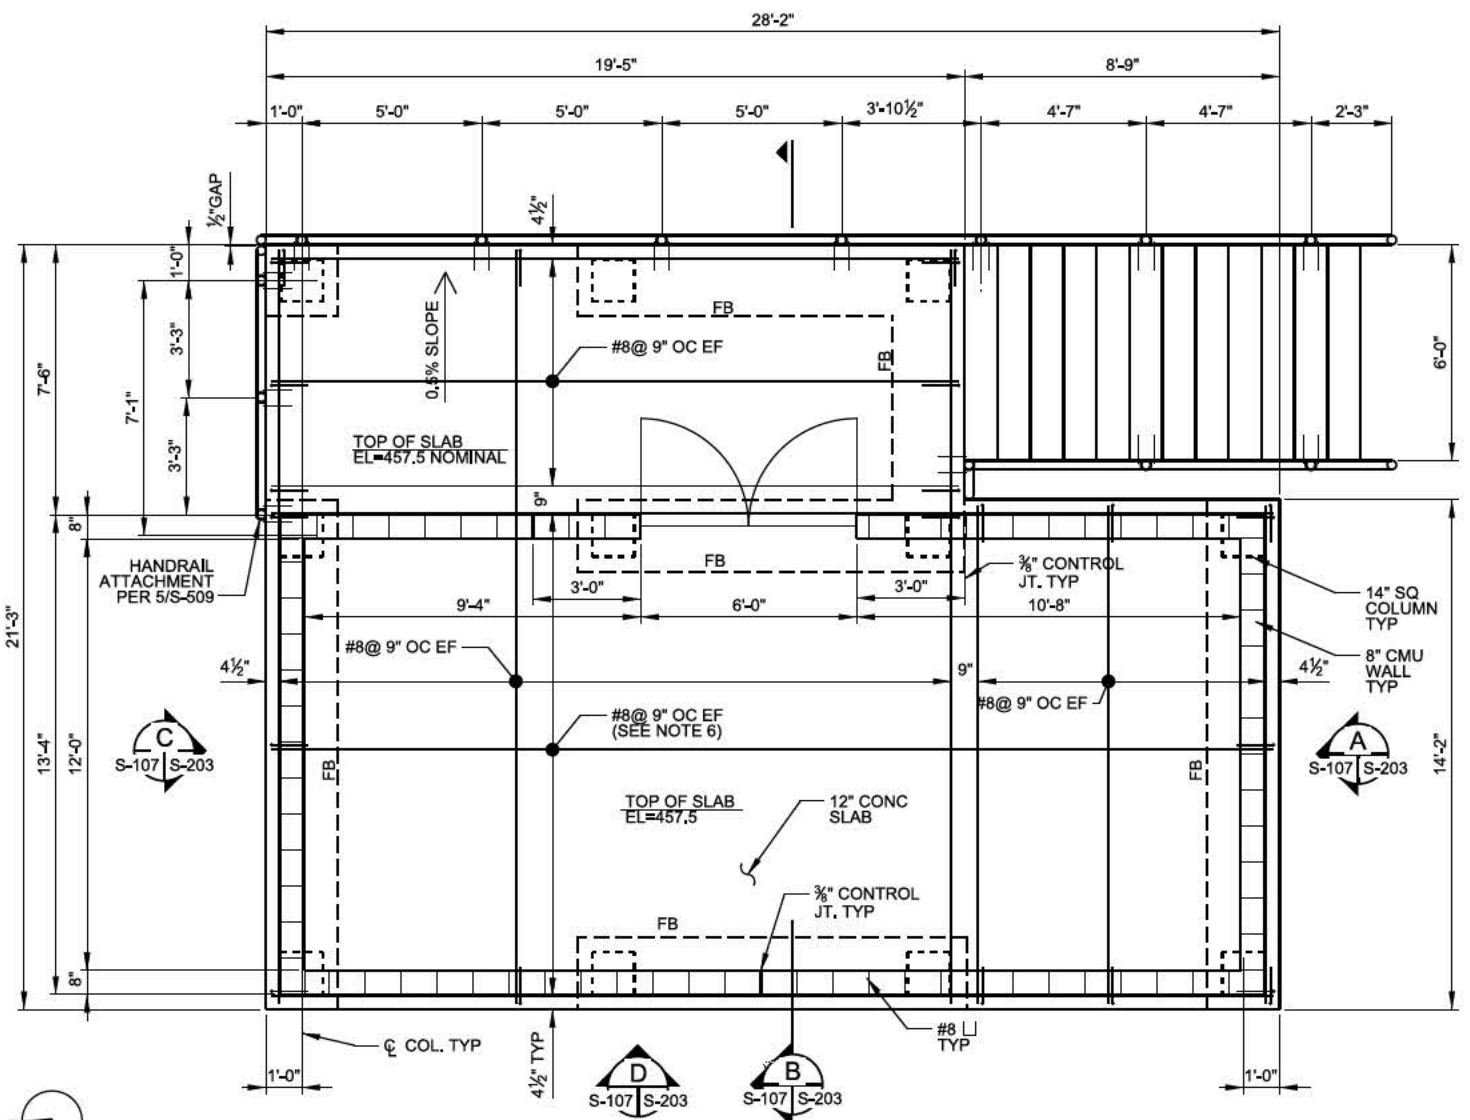 28'-2"
19'-5"
8'-9"
1'-0"
5'-0"
5'-0"
5'-0"
3'-10½"
4'-7"
4'-7"
2'-3"
½"GAP
4½"
1'-0"
3'-3"
3'-3"
7'-1"
7'-6"
8"
21'-3"
13'-4"
12'-0"
8"
0.5% SLOPE
FB
FB
#8@ 9" OC EF
6'-0"
TOP OF SLAB
EL=457.5 NOMINAL
9"
HANDRAIL
ATTACHMENT
PER 5/S-509
FB
3'-0"
3'-0"
⅜" CONTROL
JT. TYP
9'-4"
6'-0"
10'-8"
14" SQ
COLUMN
TYP
8" CMU
WALL
TYP
4½"
#8@ 9" OC EF
9"
#8@ 9" OC EF
4½"
#8@ 9" OC EF
(SEE NOTE 6)
C
S-107
S-203
A
S-107
S-203
14'-2"
FB
FB
TOP OF SLAB
EL=457.5
12" CONC
SLAB
⅜" CONTROL
JT. TYP
FB
#8
TYP
℄ COL. TYP
4½" TYP
1'-0"
1'-0"
D
S-107
S-203
B
S-107
S-203